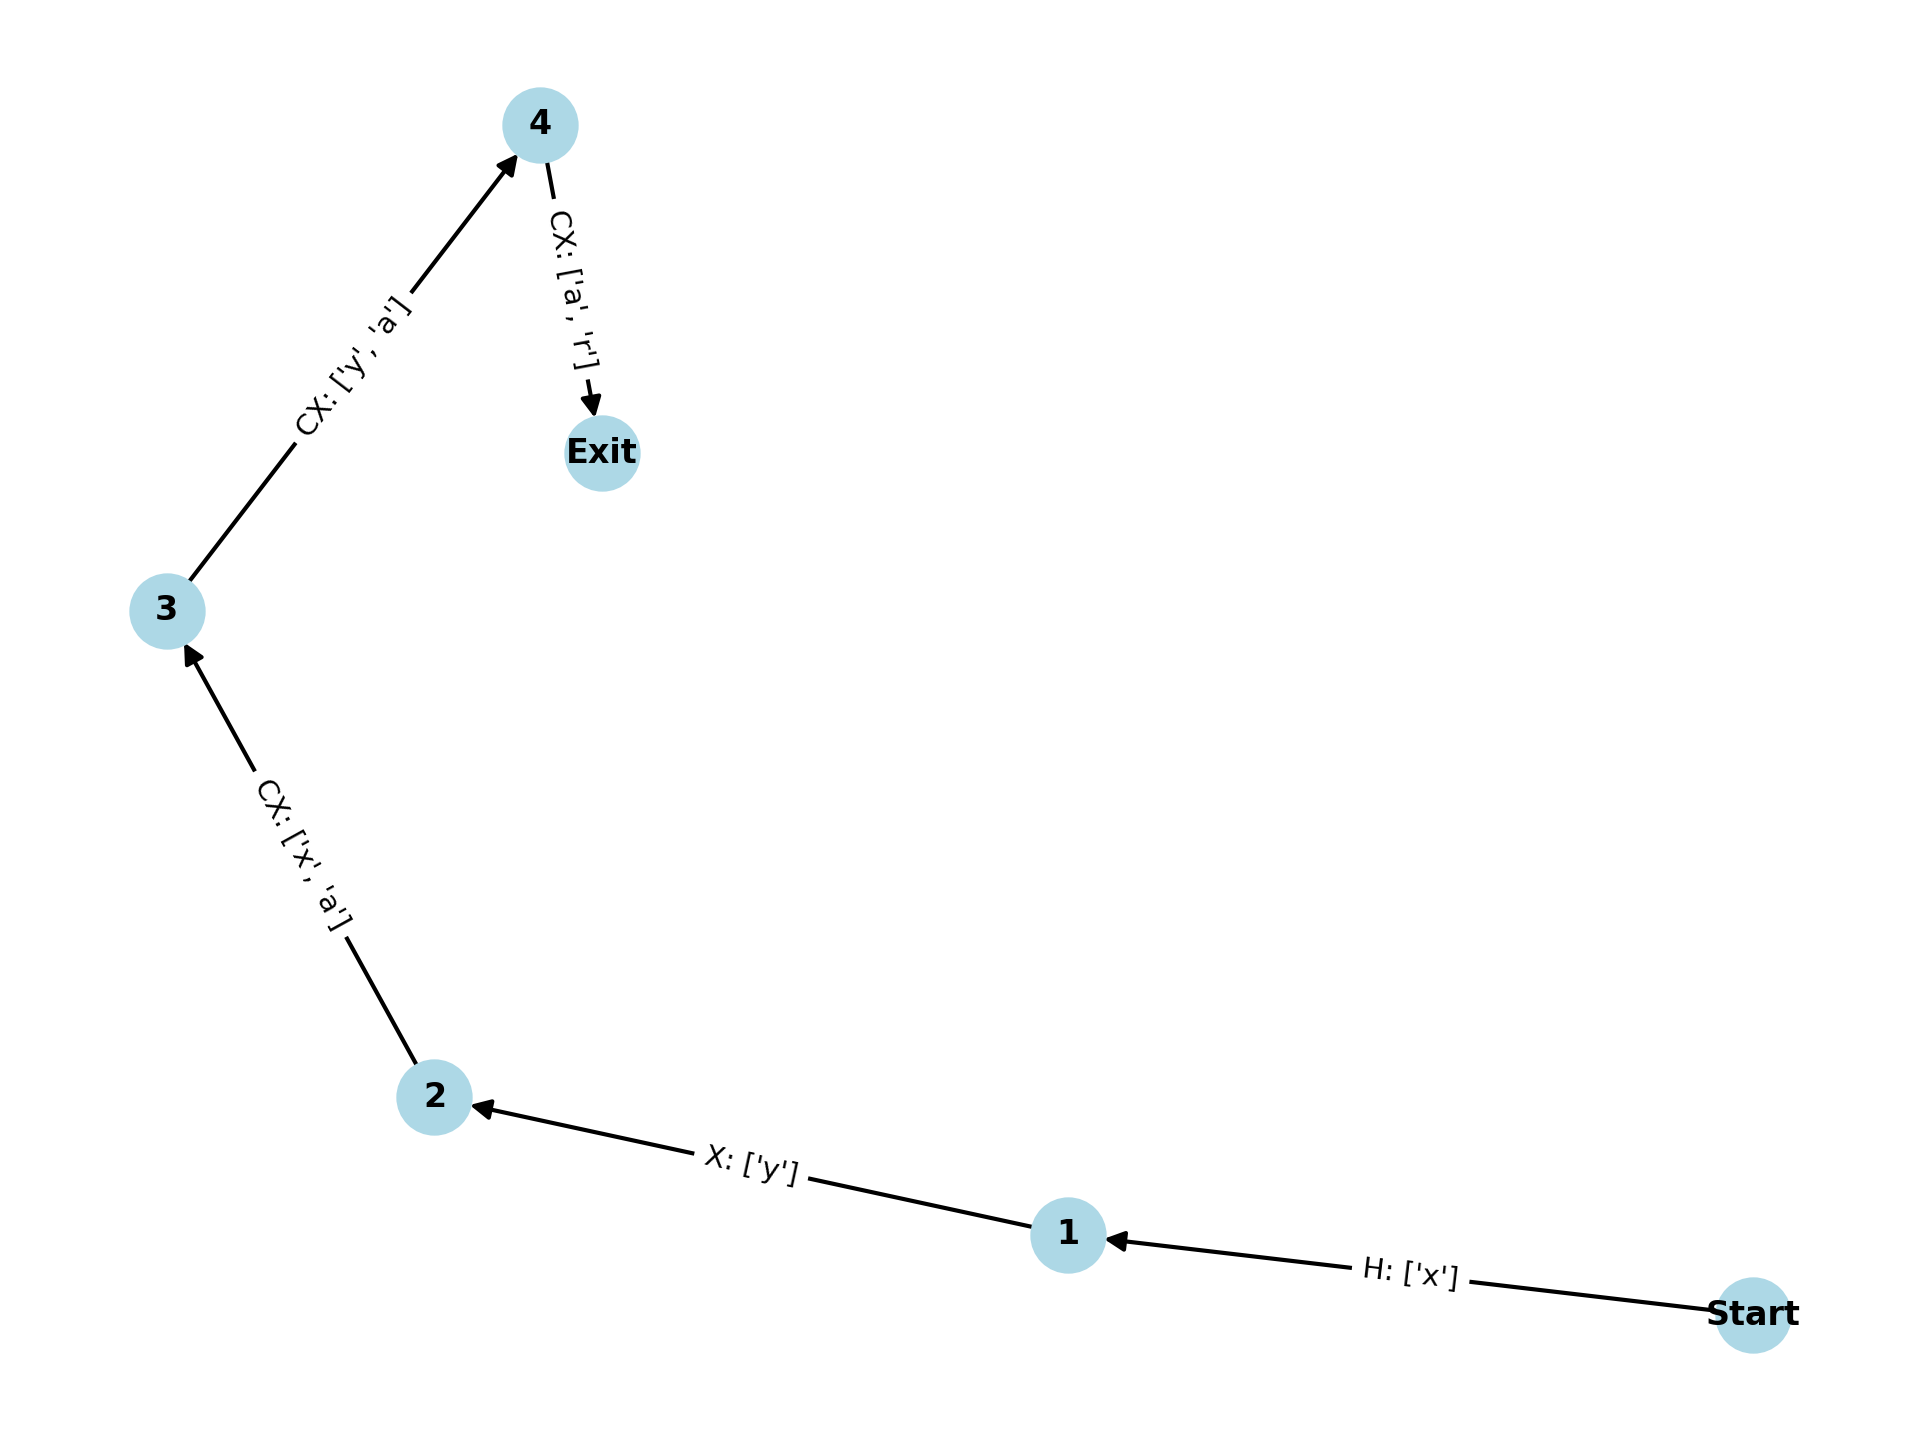 4
CX: ['a', 'r']
CX: ['y', 'a']
Exit
3
CX: ['x', 'a']
2
X: ['y']
1
H: ['x']
Start